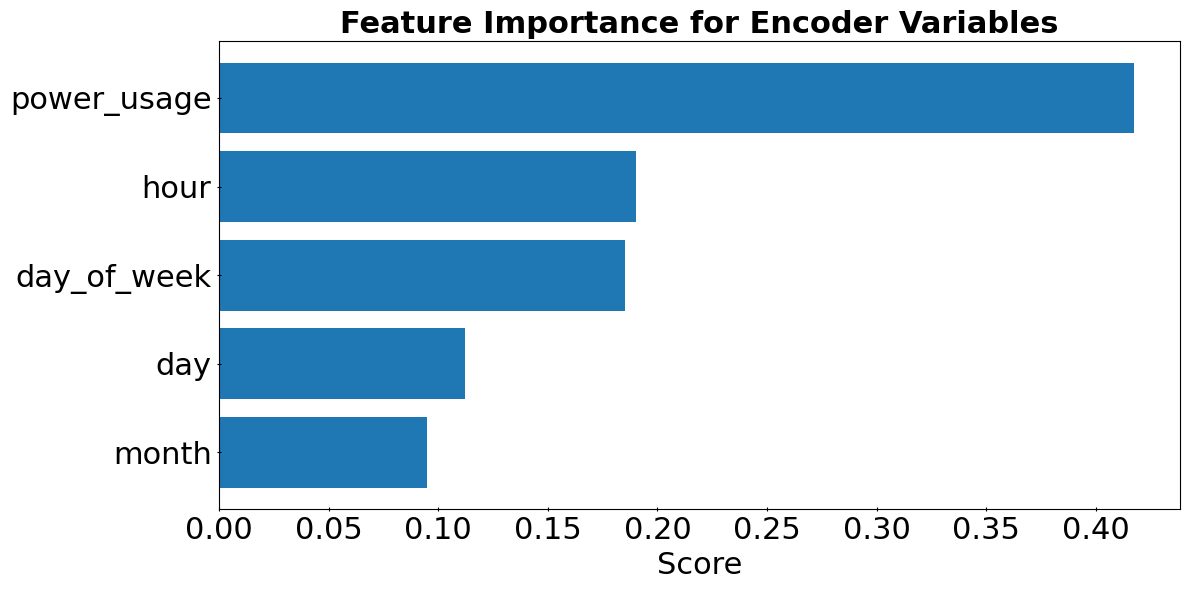 Feature Importance for Encoder Variables
power_usage
hour
day_of_week
day
month
0.00 0.05 0.10 0.15 0.20 0.25 0.30 0.35 0.40
Score